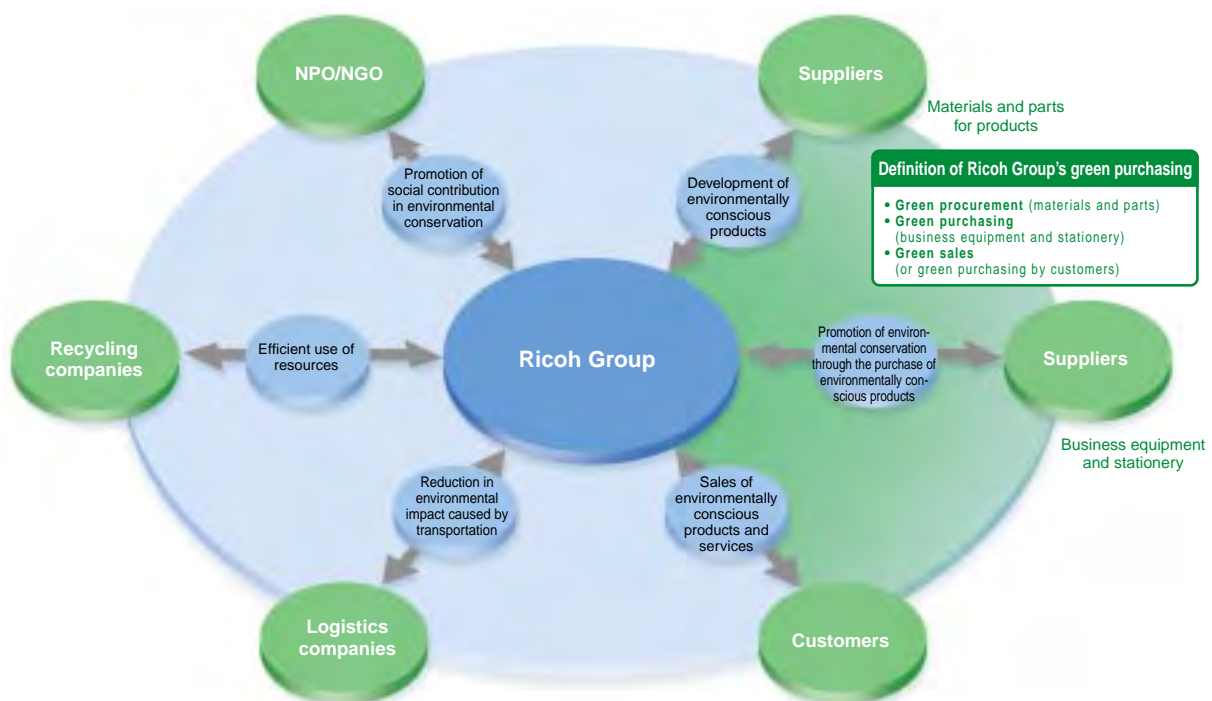 NPO/NGO
Suppliers
Materials and parts
for products
Promotion of
social contribution
in environmental
conservation
Development of
environmentally
conscious
products
Definition of Ricoh Group's green purchasing
• Green procurement (materials and parts)
• Green purchasing
(business equipment and stationery)
• Green sales
(or green purchasing by customers)
Recycling
companies
Efficient use of
resources
Ricoh Group
Promotion of environ-
mental conservation
through the purchase of
environmentally con-
scious products
Suppliers
Business equipment
and stationery
Reduction in
environmental
impact caused by
transportation
Sales of
environmentally
conscious
products and
services
Logistics
companies
Customers